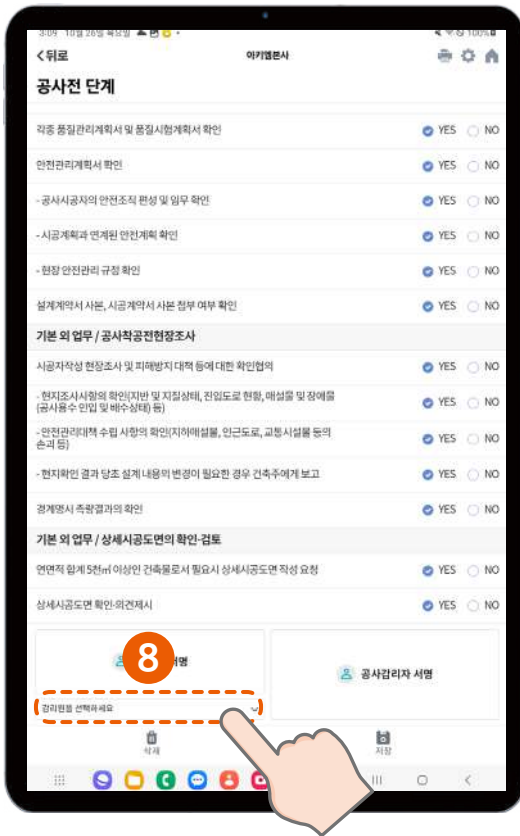 3:09 10월 26일 목요일
100%
<뒤로
아키엠본사
공사전 단계
각종 품질관리계획서 및 품질시험계획서 확인 YES NO
안전관리계획서 확인 YES NO
- 공사시공자의 안전조직 편성 및 임무 확인 YES NO
- 시공계획과 연계된 안전계획 확인 YES NO
- 현장 안전관리 규정 확인 YES NO
설계계약서 사본, 시공계약서 사본 첨부 여부 확인 YES NO
기본 외 업무 / 공사착공전현장조사
시공자작성 현장조사 및 피해방지 대책 등에 대한 확인협의 YES NO
- 현지조사사항의 확인(지반 및 지질상태, 진입도로 현황, 매설물 및 장애물
(공사용수 인입 및 배수상태) 등) YES NO
- 안전관리대책 수립 사항의 확인(지하매설물, 인근도로, 교통시설물 등의
손괴 등) YES NO
- 현지확인 결과 당초 설계 내용의 변경이 필요한 경우 건축주에게 보고 YES NO
경계명시 측량결과의 확인 YES NO
기본 외 업무 / 상세시공도면의 확인·검토
연면적 합계 5천㎡ 이상인 건축물로서 필요시 상세시공도면 작성 요청 YES NO
상세시공도면 확인·의견제시 YES NO
8
서명
공사감리자 서명
감리원을 선택하세요
삭제
저장